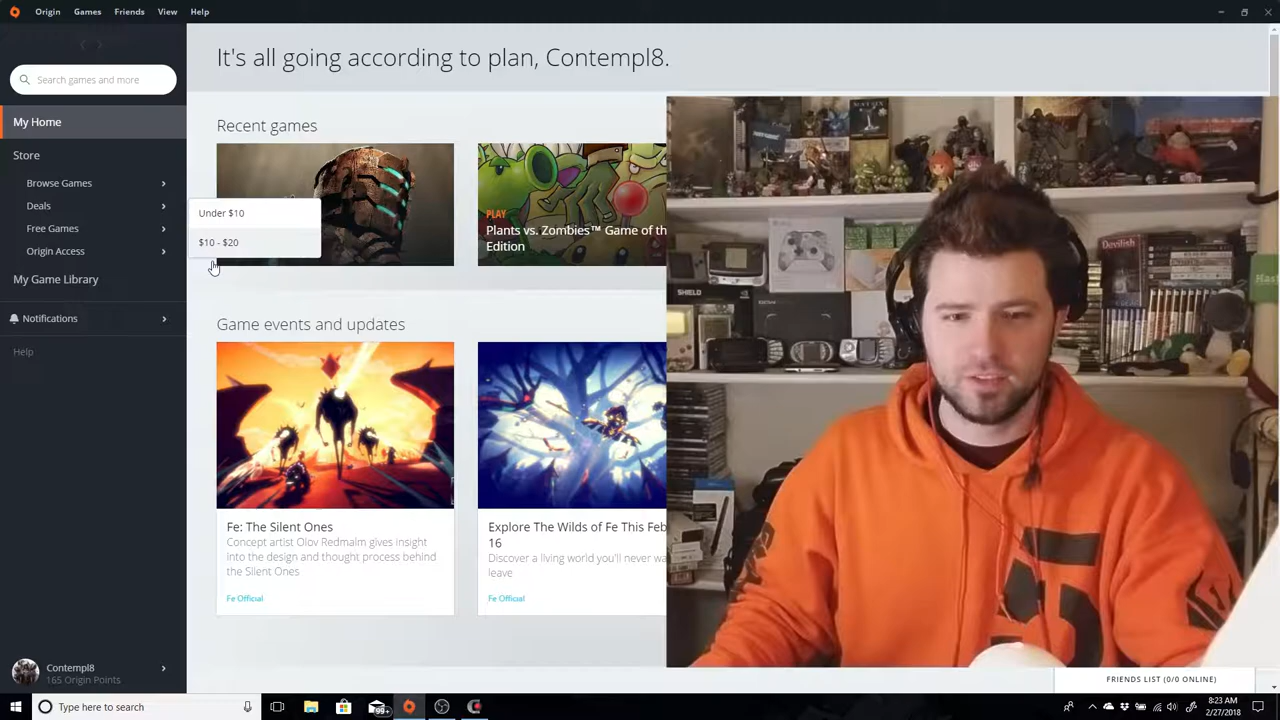 Origin Games Friends View Help
It's all going according to plan, Contempl8.
Search games and more
My Home
Store
Browse Games
Deals
Free Games
Origin Access
My Game Library
Notifications
Help
Under $10
$10 - $20
Recent games
PLAY
Plants vs. Zombies™ Game of th
Edition
Game events and updates
Fe: The Silent Ones
Concept artist Olov Redmalm gives insight
into the design and thought process behind
the Silent Ones
Fe Official
Explore The Wilds of Fe This Feb
16
Discover a living world you'll never wa
leave
Fe Official
SHIELD
Devilish
Contempl8
165 Origin Points
FRIENDS LIST (0/0 ONLINE)
Type here to search
99+
8:23 AM
2/27/2018